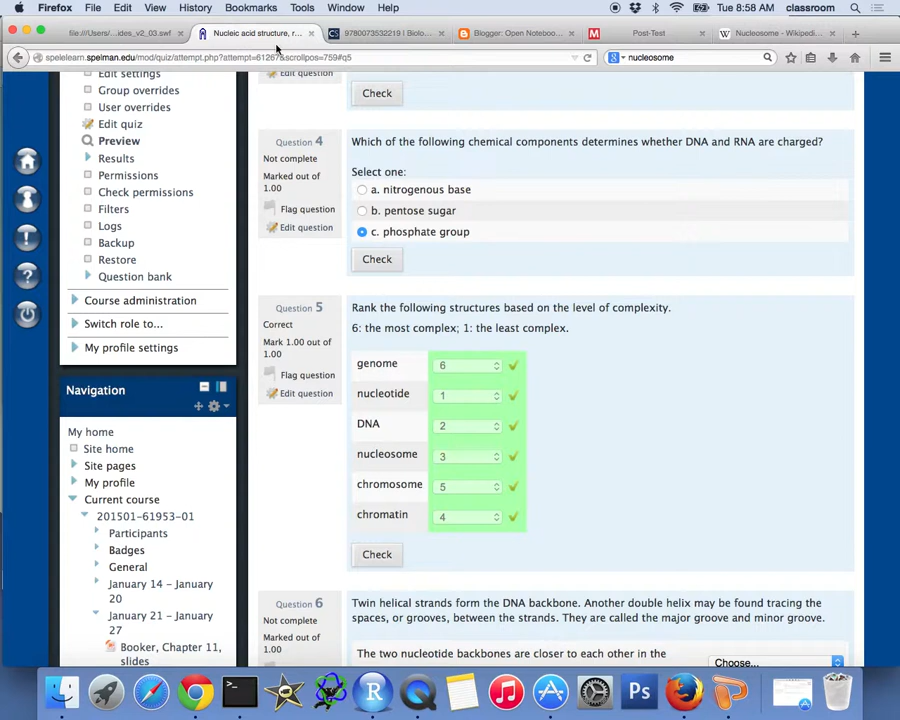 Firefox File Edit View History Bookmarks Tools Window Help Tue 8:58 AM classroom
file:///Users/...ides_v2_03.swf × Nucleic acid structure, r... × 9780073532219 | Biolo... × Blogger: Open Noteboo... × Post-Test × Nucleosome - Wikipedi... × +
spelelearn.spelman.edu/mod/quiz/attempt.php?attempt=61267&scrollpos=759#q5 nucleosome
Edit settings
Group overrides
User overrides
Edit quiz
Preview
Results
Permissions
Check permissions
Filters
Logs
Backup
Restore
Question bank
Course administration
Switch role to...
My profile settings
Navigation
My home
Site home
Site pages
My profile
Current course
201501-61953-01
Participants
Badges
General
January 14 - January
20
January 21 - January
27
Booker, Chapter 11,
slides
Edit question
Check
Question 4
Not complete
Marked out of
1.00
Flag question
Edit question
Which of the following chemical components determines whether DNA and RNA are charged?
Select one:
a. nitrogenous base
b. pentose sugar
c. phosphate group
Check
Question 5
Correct
Mark 1.00 out of
1.00
Flag question
Edit question
Rank the following structures based on the level of complexity.
6: the most complex; 1: the least complex.
genome 6
nucleotide 1
DNA 2
nucleosome 3
chromosome 5
chromatin 4
Check
Question 6
Not complete
Marked out of
Twin helical strands form the DNA backbone. Another double helix may be found tracing the
spaces, or grooves, between the strands. They are called the major groove and minor groove.
The two nucleotide backbones are closer to each other in the
Choose...